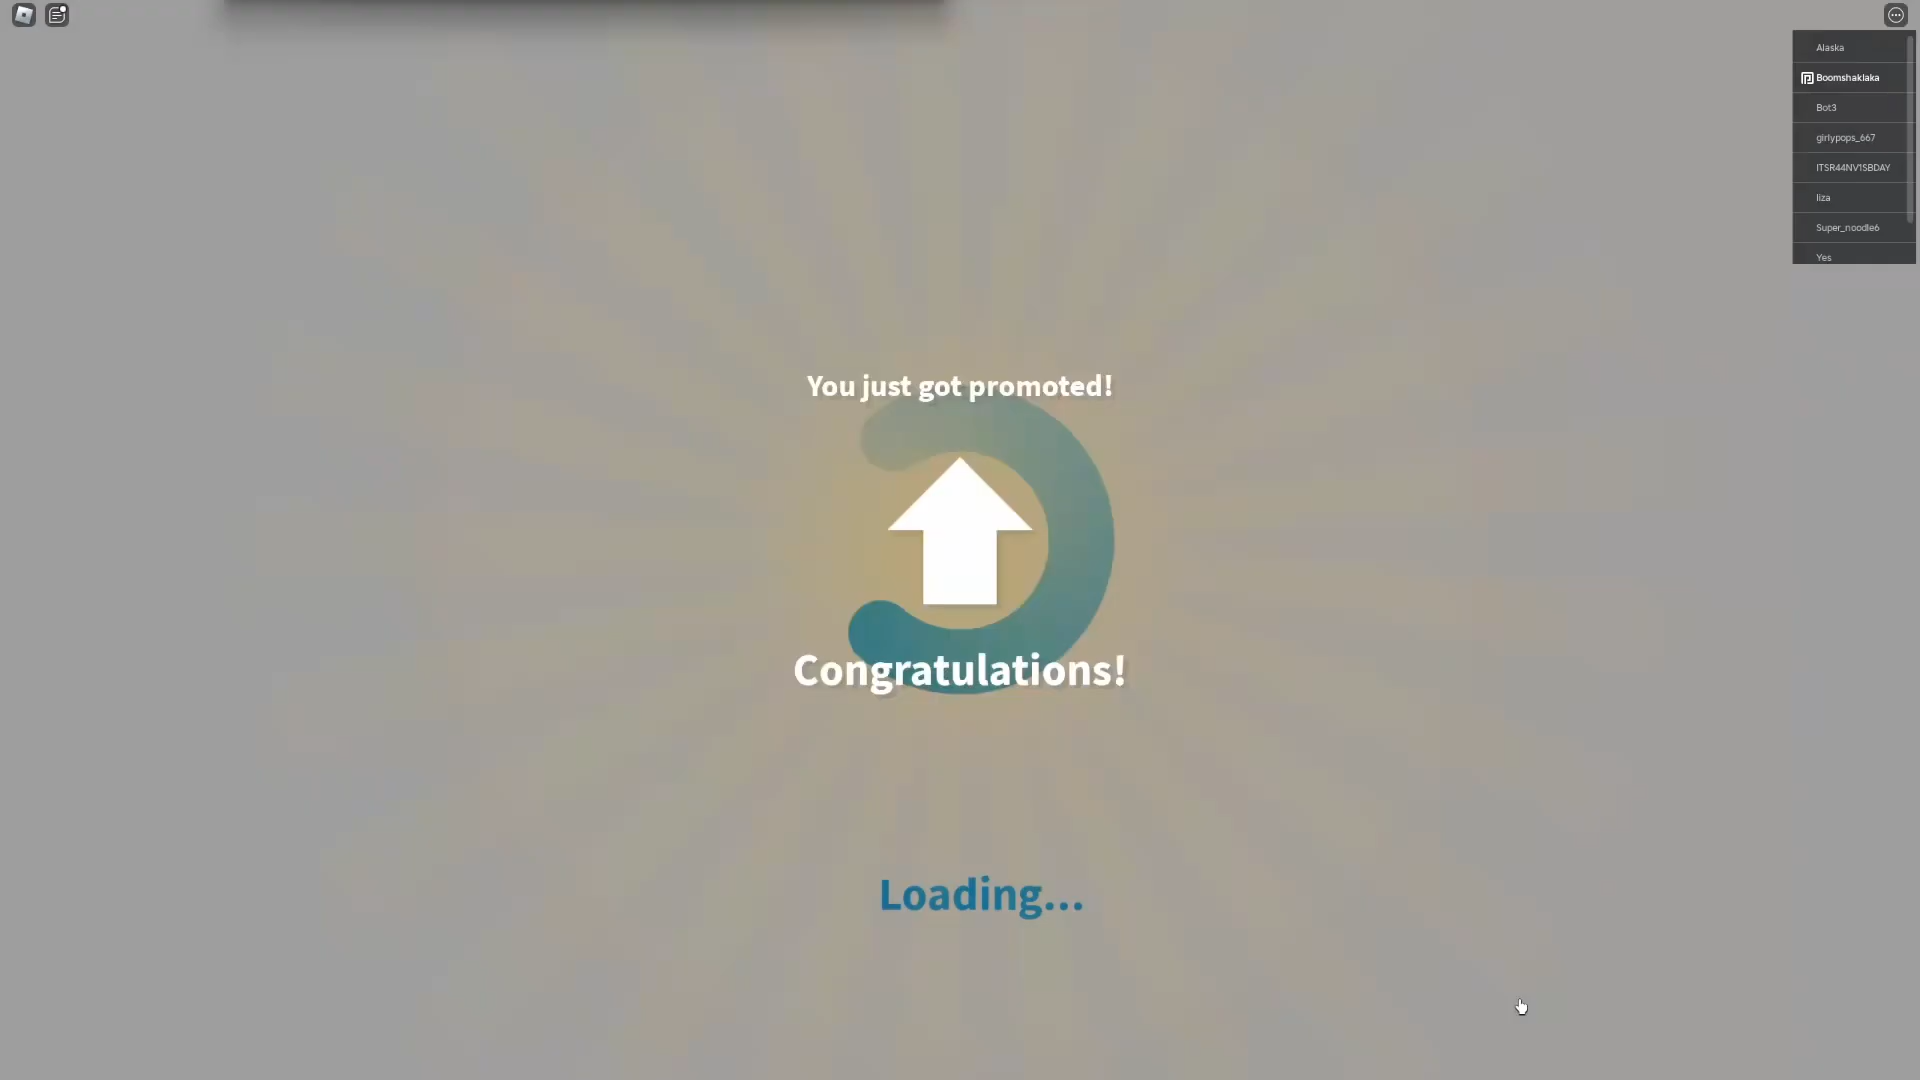 Alaska
Boomshaklaka
Bot3
girlypops_667
ITSR44NV1SBDAY
liza
Super_noodle6
Yes
You just got promoted!
Congratulations!
Loading...